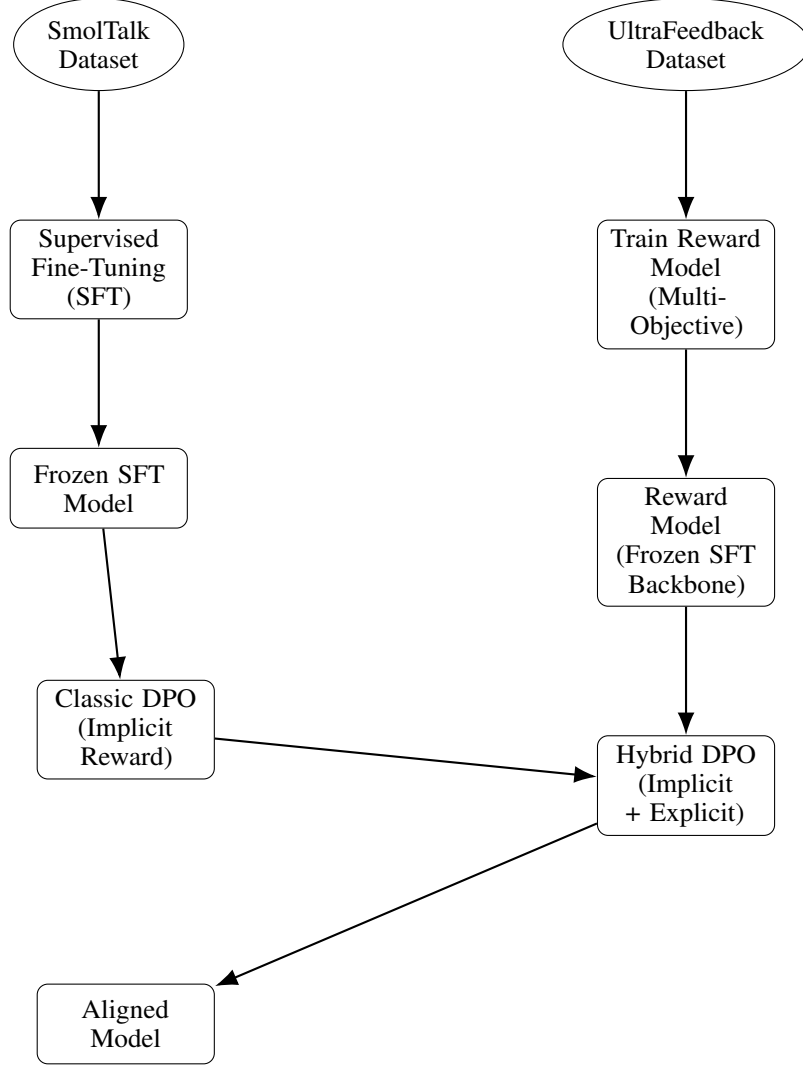 SmolTalk
Dataset
UltraFeedback
Dataset
Supervised
Fine-Tuning
(SFT)
Train Reward
Model
(Multi-
Objective)
Frozen SFT
Model
Reward
Model
(Frozen SFT
Backbone)
Classic DPO
(Implicit
Reward)
Hybrid DPO
(Implicit
+ Explicit)
Aligned
Model